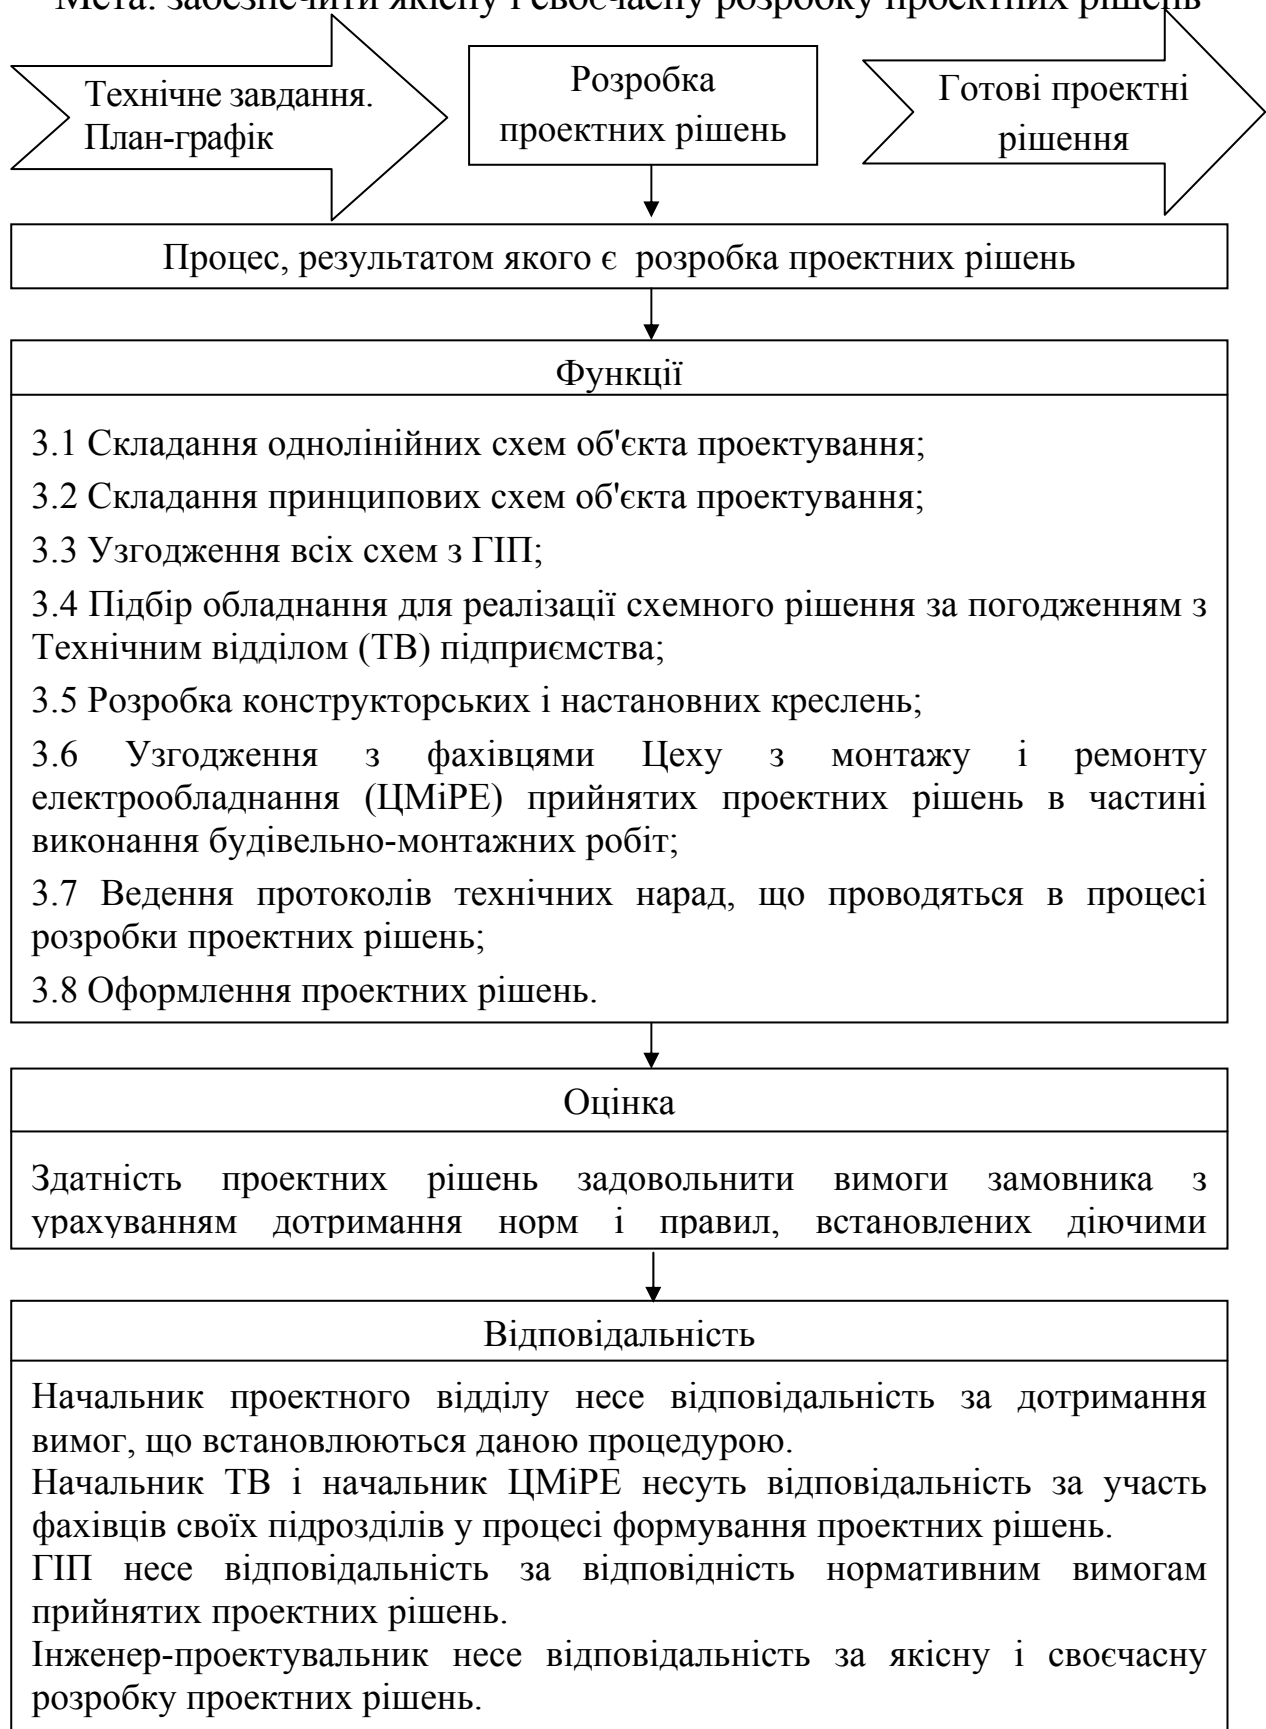 Мета: забезпечити якісну і своєчасну розробку проектних рішень
Технічне завдання.
План-графік
Розробка
проектних рішень
Готові проектні
рішення
Процес, результатом якого є розробка проектних рішень
Функції
3.1 Складання однолінійних схем об'єкта проектування;
3.2 Складання принципових схем об'єкта проектування;
3.3 Узгодження всіх схем з ГІП;
3.4 Підбір обладнання для реалізації схемного рішення за погодженням з
Технічним відділом (ТВ) підприємства;
3.5 Розробка конструкторських і настановних креслень;
3.6 Узгодження з фахівцями Цеху з монтажу і ремонту
електрообладнання (ЦМіРЕ) прийнятих проектних рішень в частині
виконання будівельно-монтажних робіт;
3.7 Ведення протоколів технічних нарад, що проводяться в процесі
розробки проектних рішень;
3.8 Оформлення проектних рішень.
Оцінка
Здатність проектних рішень задовольнити вимоги замовника з
урахуванням дотримання норм і правил, встановлених діючими
Відповідальність
Начальник проектного відділу несе відповідальність за дотримання
вимог, що встановлюються даною процедурою.
Начальник ТВ і начальник ЦМіРЕ несуть відповідальність за участь
фахівців своїх підрозділів у процесі формування проектних рішень.
ГІП несе відповідальність за відповідність нормативним вимогам
прийнятих проектних рішень.
Інженер-проектувальник несе відповідальність за якісну і своєчасну
розробку проектних рішень.